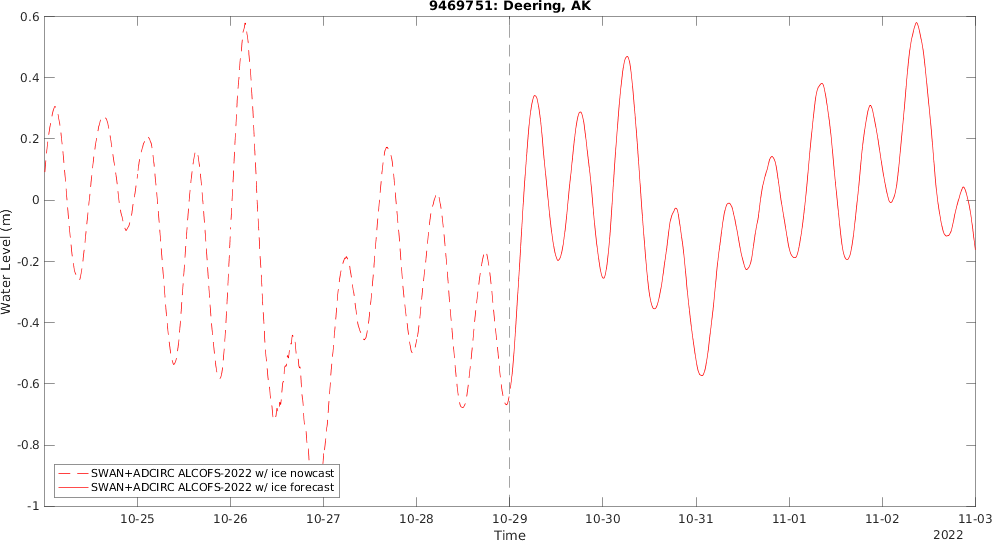 9469751: Deering, AK
0.6
0.4
0.2
0
-0.2
-0.4
-0.6
-0.8
-1
Water Level (m)
SWAN+ADCIRC ALCOFS-2022 w/ ice nowcast
SWAN+ADCIRC ALCOFS-2022 w/ ice forecast
10-25 10-26 10-27 10-28 10-29 10-30 10-31 11-01 11-02 11-03
Time
2022